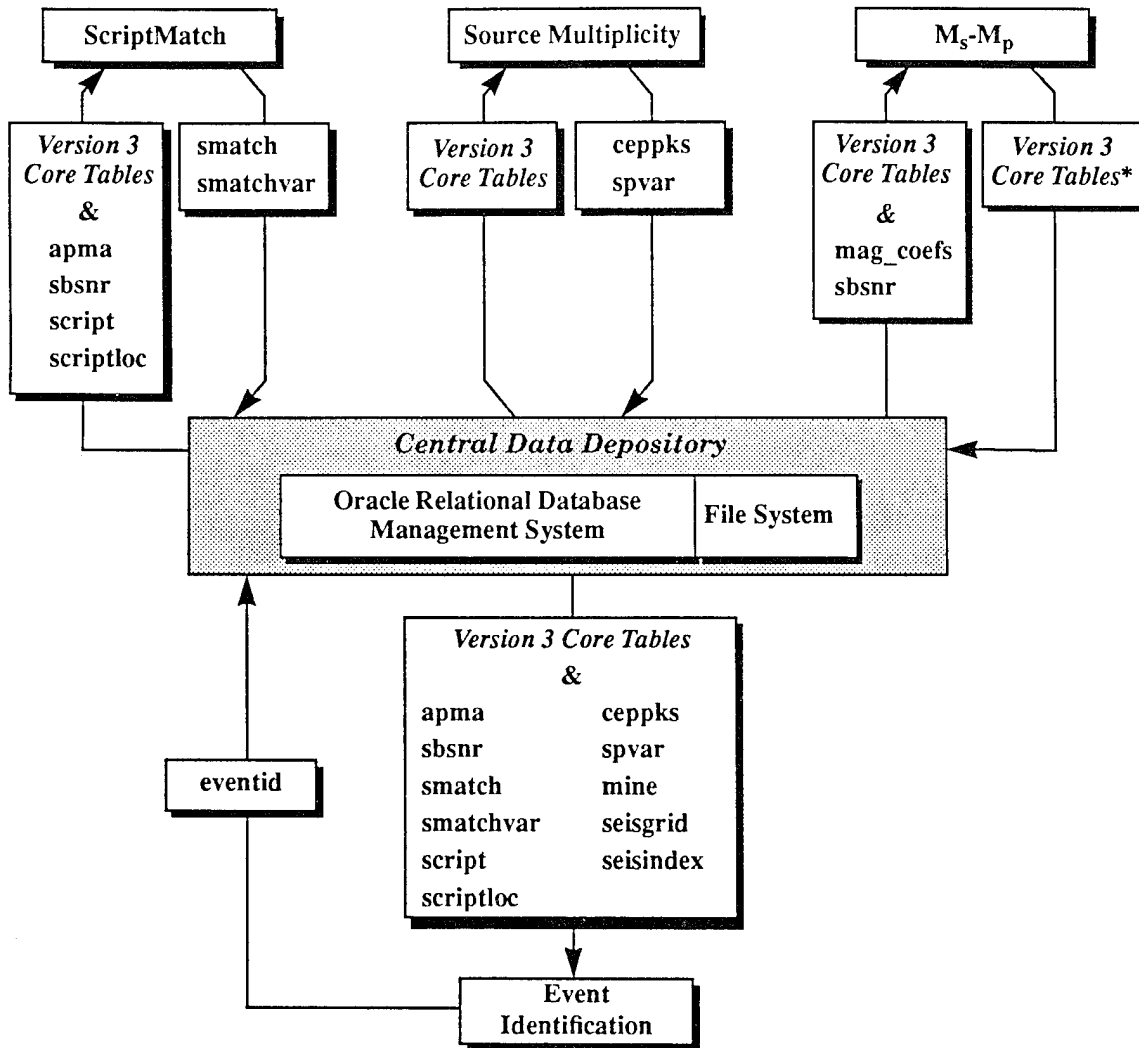 ScriptMatch
Source Multiplicity
Ms-Mp
Version 3
Core Tables
&
apma
sbsnr
script
scriptloc
smatch
smatchvar
Version 3
Core Tables
ceppks
spvar
Version 3
Core Tables
&
mag_coefs
sbsnr
Version 3
Core Tables*
Central Data Depository
Oracle Relational Database
Management System
File System
Version 3 Core Tables
&
apma
sbsnr
smatch
smatchvar
script
scriptloc
ceppks
spvar
mine
seisgrid
seisindex
eventid
Event
Identification